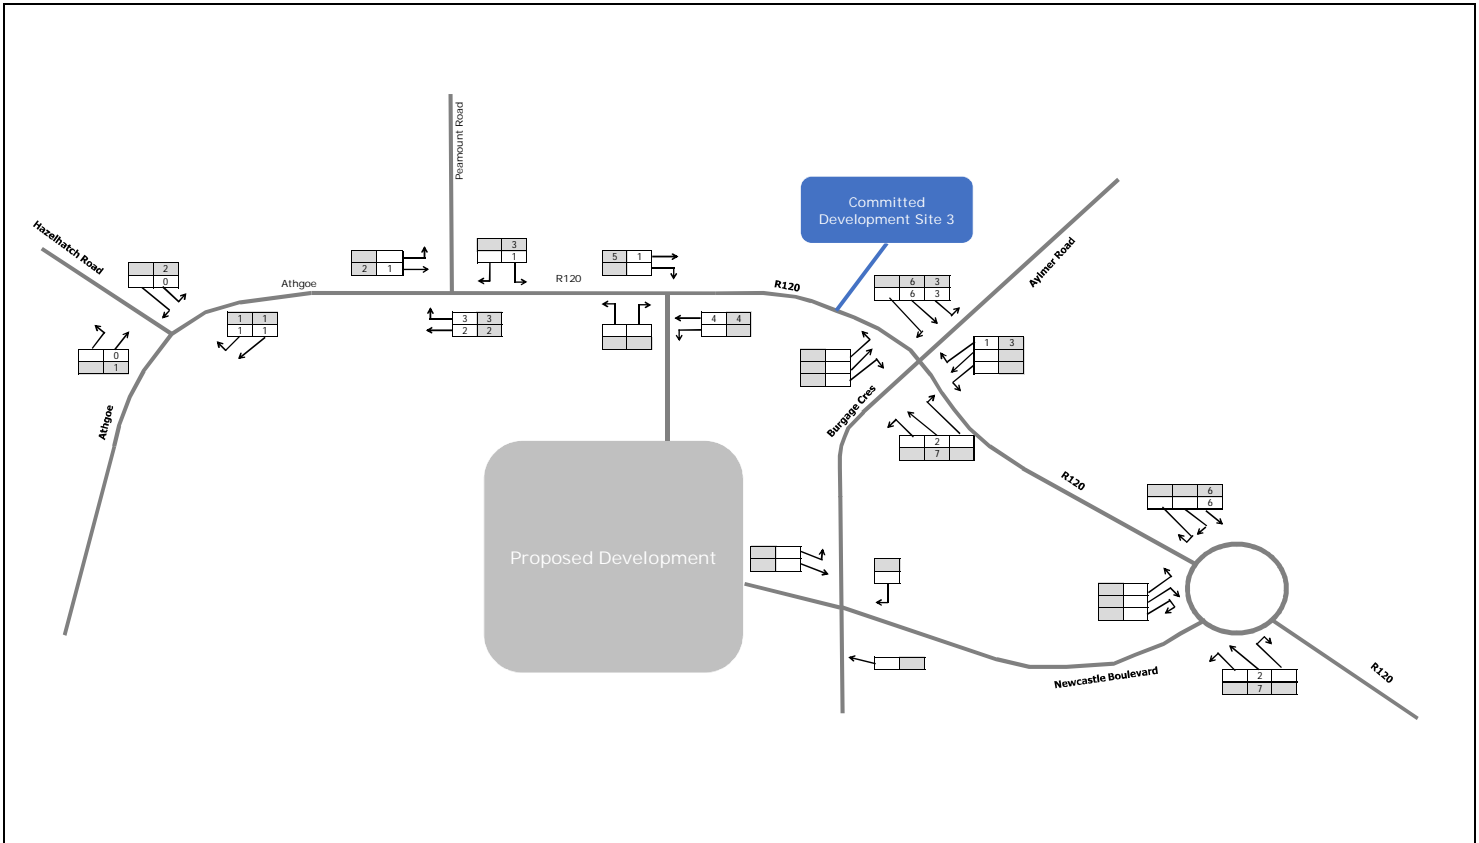 Peamount Road
Committed
Development Site 3
Hazelhatch Road
Aylmer Road
3
1
5 1
2
0
2 1
Athgoe
R120
R120
6 3
6 3
1 1
1 1
3 3
2 2
4 4
1 3
0
1
Burgage Cres
Athgoe
2
7
R120
6
6
Proposed Development
Newcastle Boulevard
R120
2
7